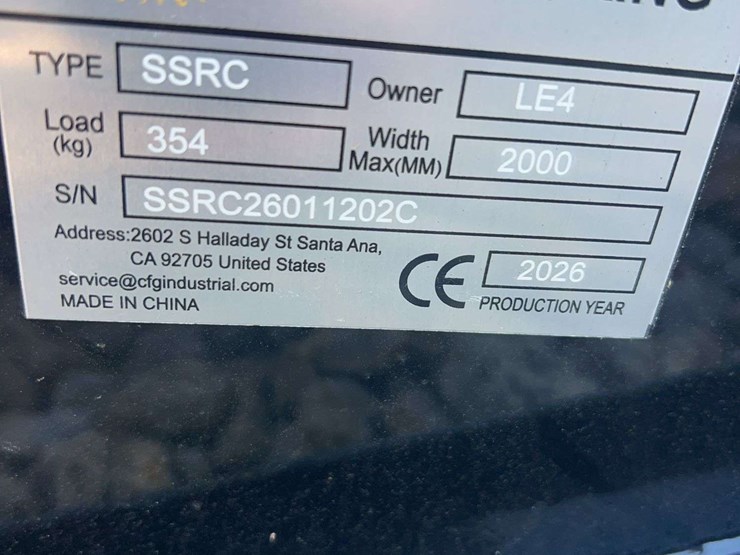 TYPE SSRC Owner LE4
Load (kg) 354 Width Max(MM) 2000
S/N SSRC26011202C
Address:2602 S Halladay St Santa Ana,
CA 92705 United States
service@cfgindustrial.com
MADE IN CHINA
CE 2026
PRODUCTION YEAR